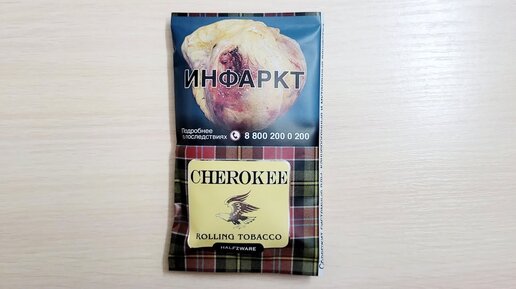 ИНФАРКТ
Подробнее
о последствиях 8 800 200 0 200
CHEROKEE
ROLLING TOBACCO
HALFZWARE